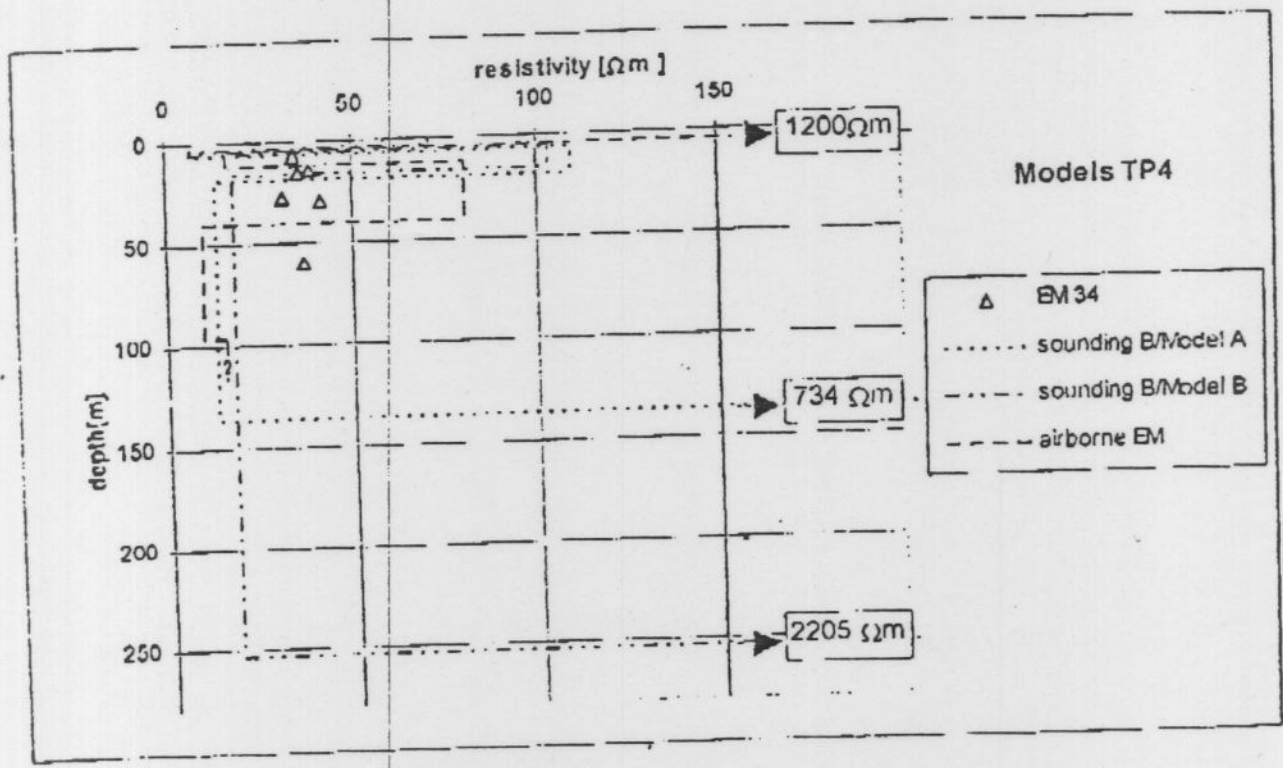 resistivity [Ωm ]
0 50 100 150
1200Ωm
0
50
100
150
200
250
depth[m]
?
734 Ωm
2205 Ωm
Models TP4
EM 34
sounding B/Model A
sounding B/Model B
airborne EM